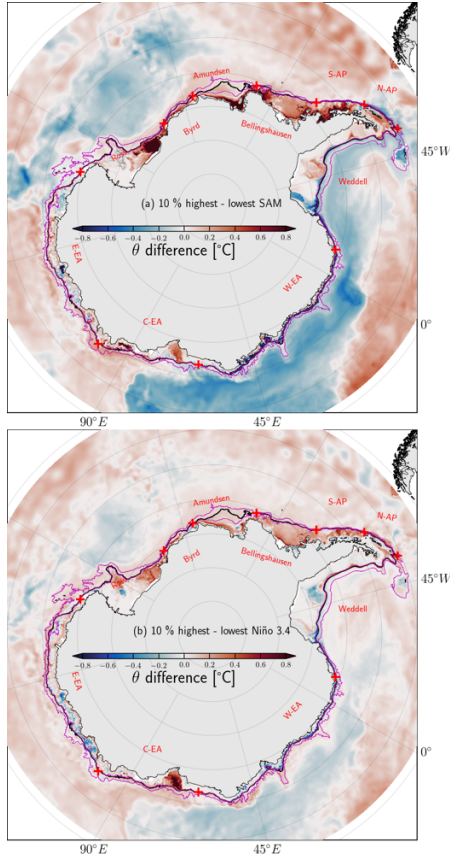 Amundsen
S-AP
N-AP
Ross
Byrd
Bellingshausen
45°W
Weddell
(a) 10 % highest - lowest SAM
−0.8 −0.6 −0.4 −0.2 0.0 0.2 0.4 0.6 0.8
θ difference [°C]
E-EA
W-EA
C-EA
0°
90°E
45°E
Amundsen
S-AP
N-AP
Ross
Byrd
Bellingshausen
45°W
Weddell
(b) 10 % highest - lowest Niño 3.4
−0.8 −0.6 −0.4 −0.2 0.0 0.2 0.4 0.6 0.8
θ difference [°C]
E-EA
W-EA
C-EA
0°
90°E
45°E